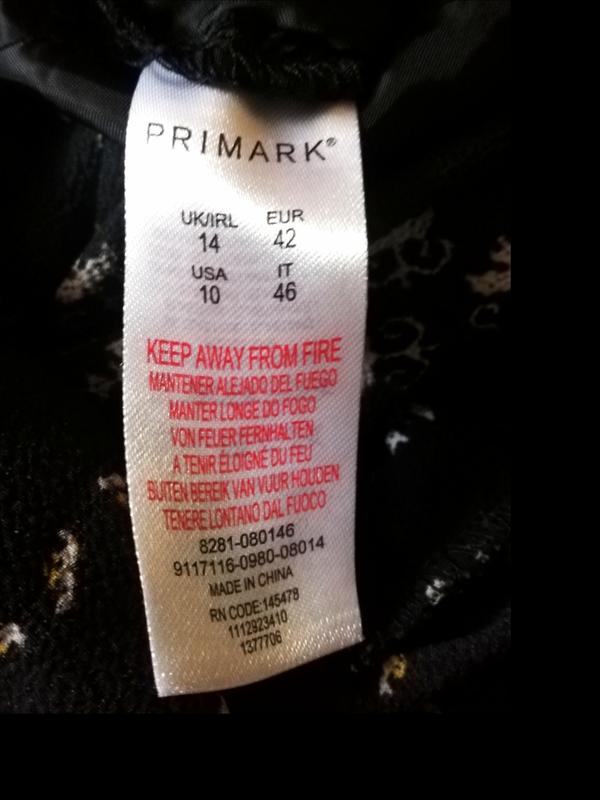 PRIMARK®
UK/IRL EUR
14 42
USA IT
10 46
KEEP AWAY FROM FIRE
MANTENER ALEJADO DEL FUEGO
MANTER LONGE DO FOGO
VON FEUER FERNHALTEN
A TENIR ÉLOIGNÉ DU FEU
BUITEN BEREIK VAN VUUR HOUDEN
TENERE LONTANO DAL FUOCO
8281-080146
9117116-0980-08014
MADE IN CHINA
RN CODE:145478
1112923410
1377706